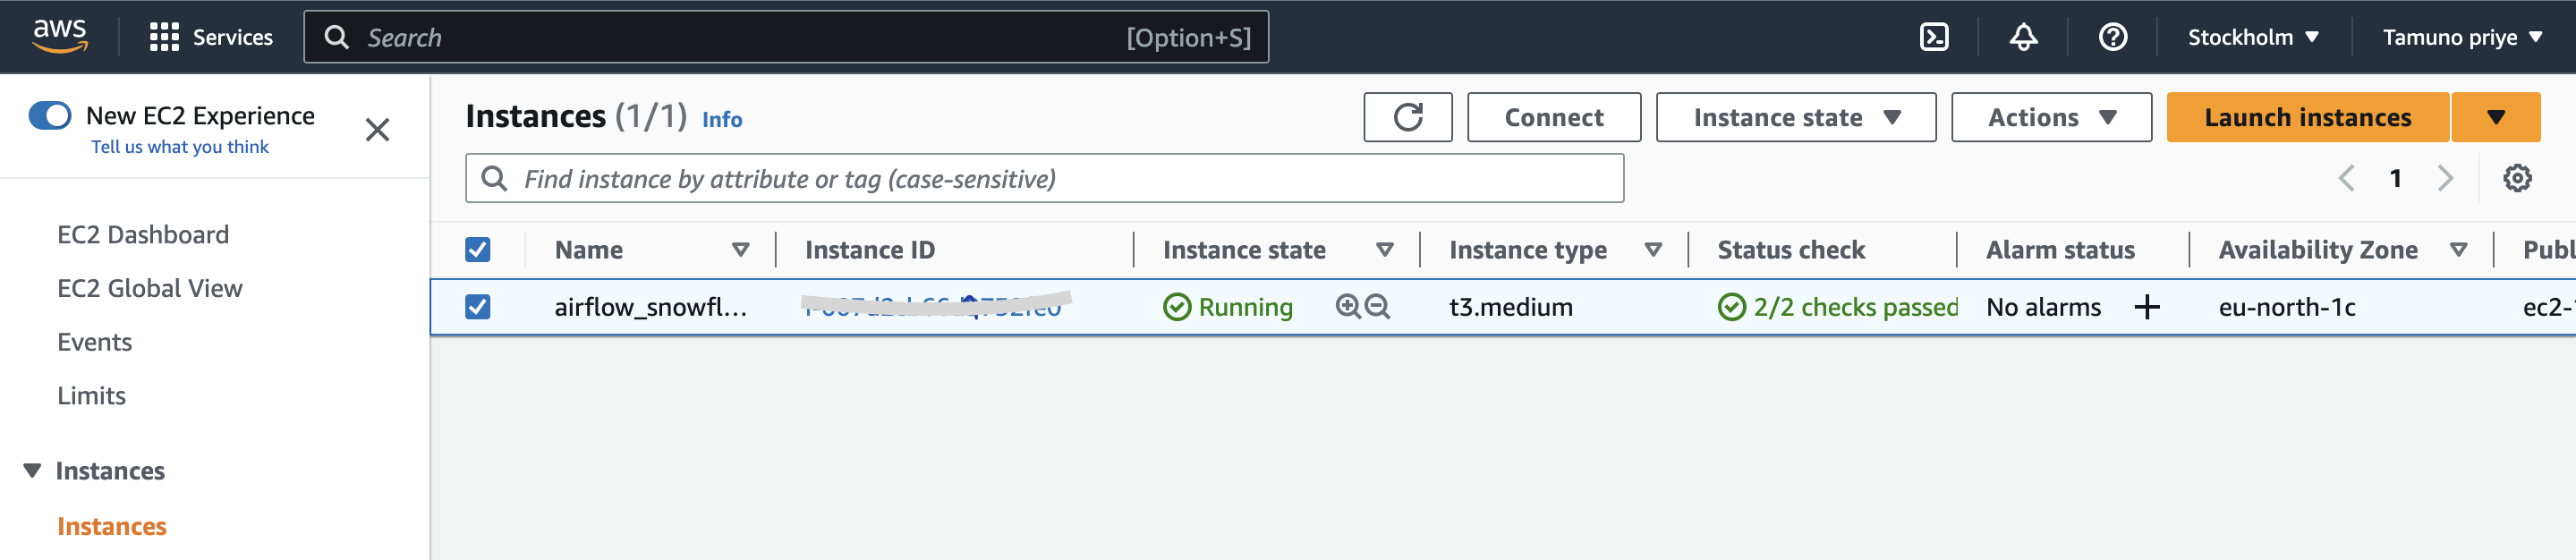 aws Services Search [Option+S] Stockholm Tamuno priye
New EC2 Experience
Tell us what you think
EC2 Dashboard
EC2 Global View
Events
Limits
Instances
Instances
Instances (1/1) Info Connect Instance state Actions Launch instances
Find instance by attribute or tag (case-sensitive) 1
Name Instance ID Instance state Instance type Status check Alarm status Availability Zone Publ
airflow_snowfl... Running t3.medium 2/2 checks passed No alarms + eu-north-1c ec2-